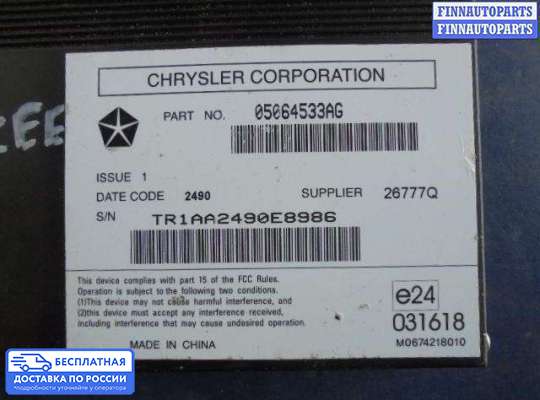 FINNAUTOPARTS
FINNAUTOPARTS
CHRYSLER CORPORATION
PART NO. 05064533AG
ISSUE 1
DATE CODE 2490 SUPPLIER 26777Q
S/N TR1AA2490E8986
This device complies with part 15 of the FCC Rules.
Operation is subject to the following two conditions.
(1)This device may not cause harmful interference, and
(2)this device must accept any interference received,
including interference that may cause undesired operation.
e24
031618
MADE IN CHINA
M0674218010
БЕСПЛАТНАЯ
ДОСТАВКА ПО РОССИИ
Подробности уточняйте у оператора